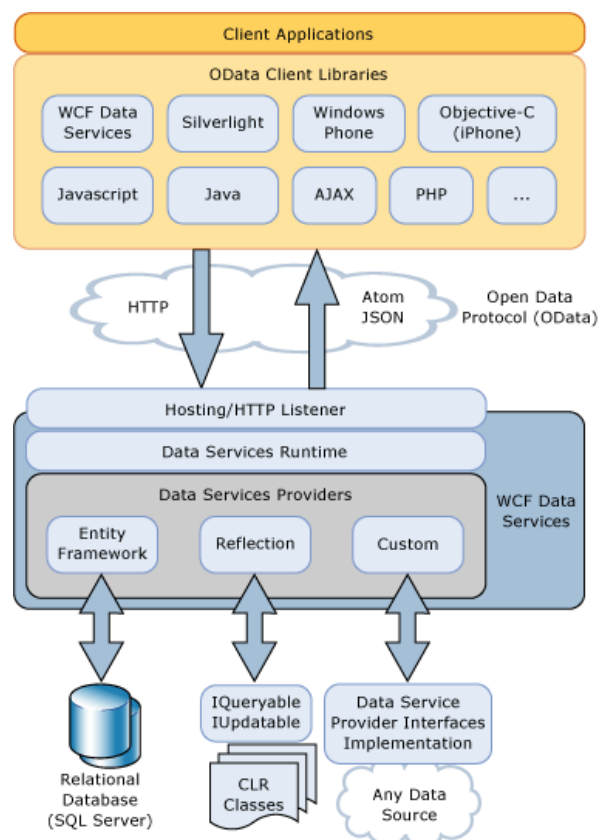 Client Applications
OData Client Libraries
WCF Data
Services
Silverlight
Windows
Phone
Objective-C
(iPhone)
Javascript
Java
AJAX
PHP
...
HTTP
Atom
JSON
Open Data
Protocol (OData)
Hosting/HTTP Listener
Data Services Runtime
Data Services Providers
WCF Data
Services
Entity
Framework
Reflection
Custom
Relational
Database
(SQL Server)
IQueryable
IUpdatable
CLR
Classes
Data Service
Provider Interfaces
Implementation
Any Data
Source